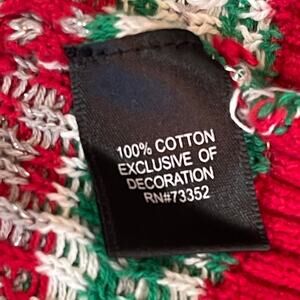 100% COTTON
EXCLUSIVE OF
DECORATION
RN#73352